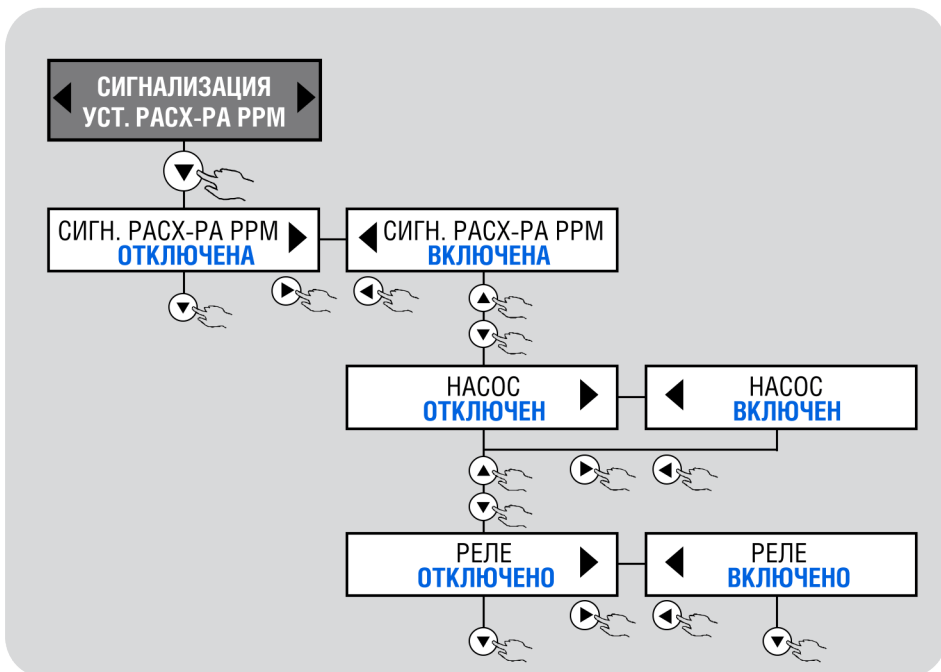 СИГНАЛИЗАЦИЯ
УСТ. РАСХ-РА PPM
СИГН. РАСХ-РА PPM
ОТКЛЮЧЕНА
СИГН. РАСХ-РА PPM
ВКЛЮЧЕНА
НАСОС
ОТКЛЮЧЕН
НАСОС
ВКЛЮЧЕН
РЕЛЕ
ОТКЛЮЧЕНО
РЕЛЕ
ВКЛЮЧЕНО